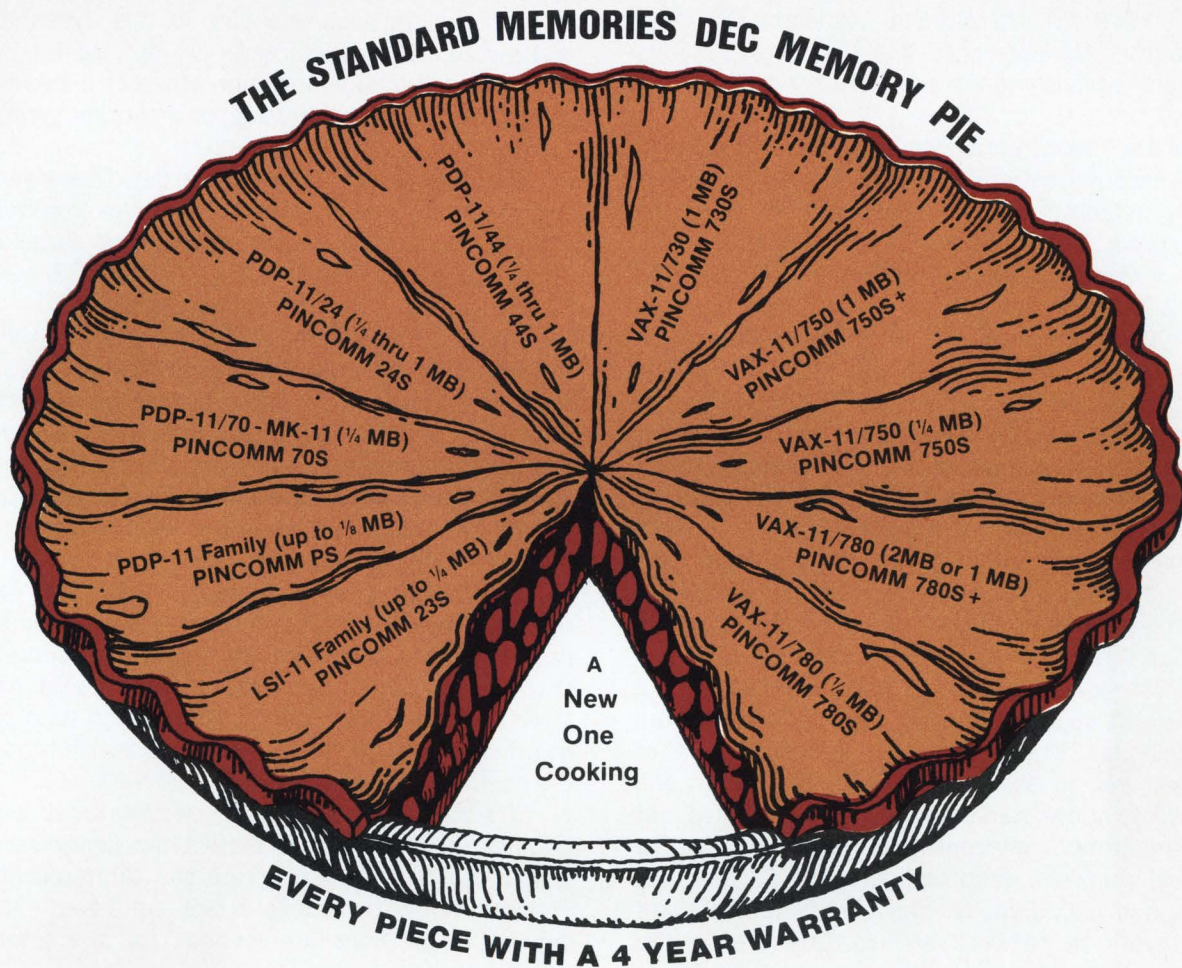 THE STANDARD MEMORIES DEC MEMORY PIE
PDP-11/44 (¼ thru 1 MB)
PINCOMM 44S
VAX-11/730 (1 MB)
PINCOMM 730S
PDP-11/24 (¼ thru 1 MB)
PINCOMM 24S
VAX-11/750 (1 MB)
PINCOMM 750S+
PDP-11/70 - MK-11 (¼ MB)
PINCOMM 70S
VAX-11/750 (¼ MB)
PINCOMM 750S
PDP-11 Family (up to ⅛ MB)
PINCOMM PS
VAX-11/780 (2MB or 1 MB)
PINCOMM 780S+
LSI-11 Family (up to ¼ MB)
PINCOMM 23S
VAX-11/780 (¼ MB)
PINCOMM 780S
A
New
One
Cooking
EVERY PIECE WITH A 4 YEAR WARRANTY